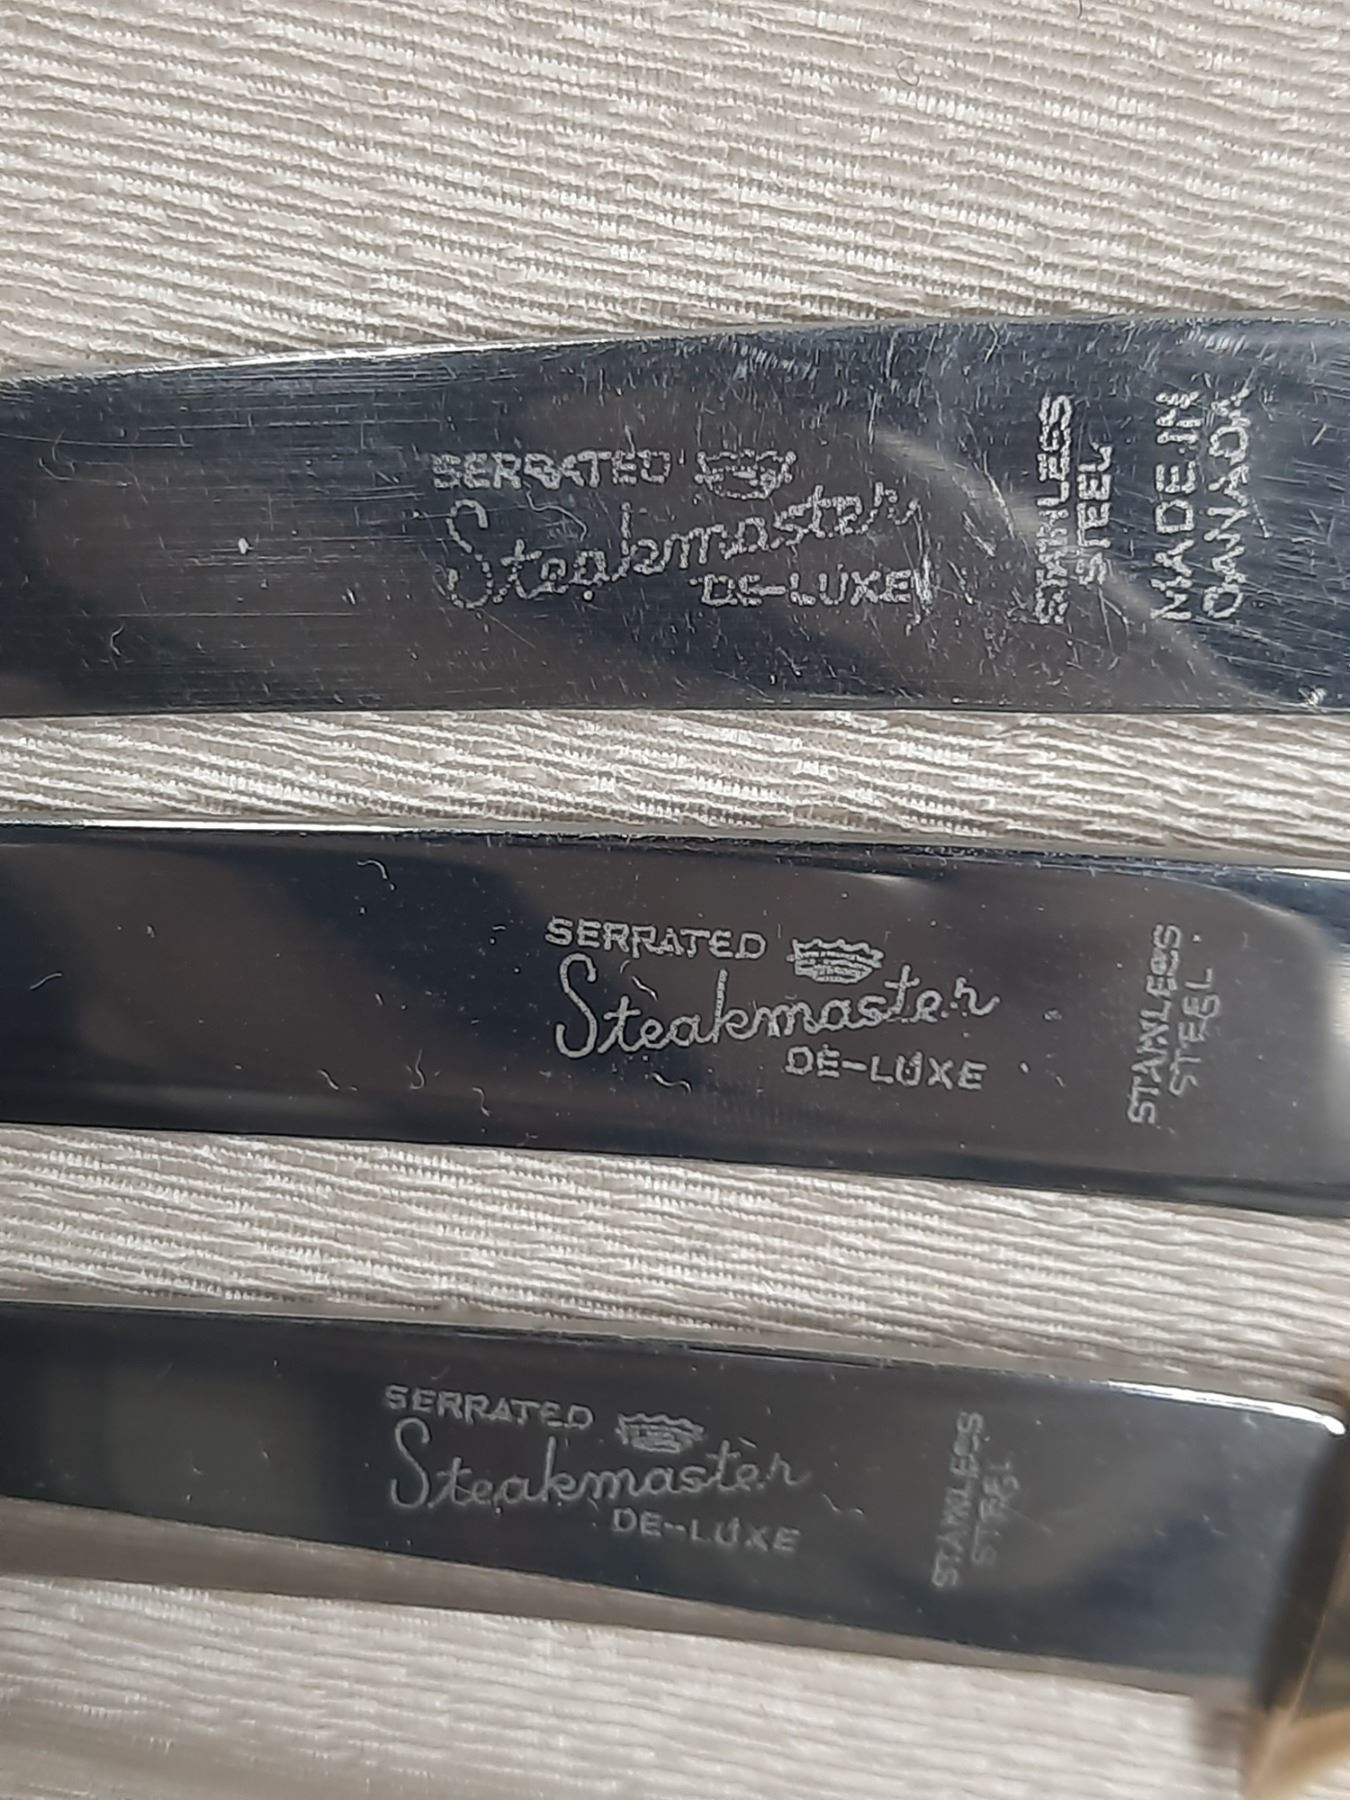 SERRATED
Steakmaster
DE-LUXE
STAINLESS
STEEL
MADE IN
CANADA
SERRATED
Steakmaster
DE-LUXE
STAINLESS
STEEL
SERRATED
Steakmaster
DE-LUXE
STAINLESS
STEEL